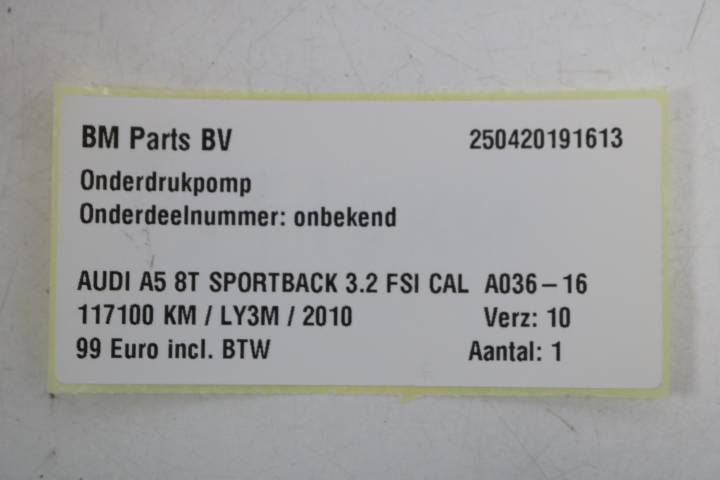 BM Parts BV 250420191613
Onderdrukpomp
Onderdeelnummer: onbekend
AUDI A5 8T SPORTBACK 3.2 FSI CAL A036-16
117100 KM / LY3M / 2010 Verz: 10
99 Euro incl. BTW Aantal: 1